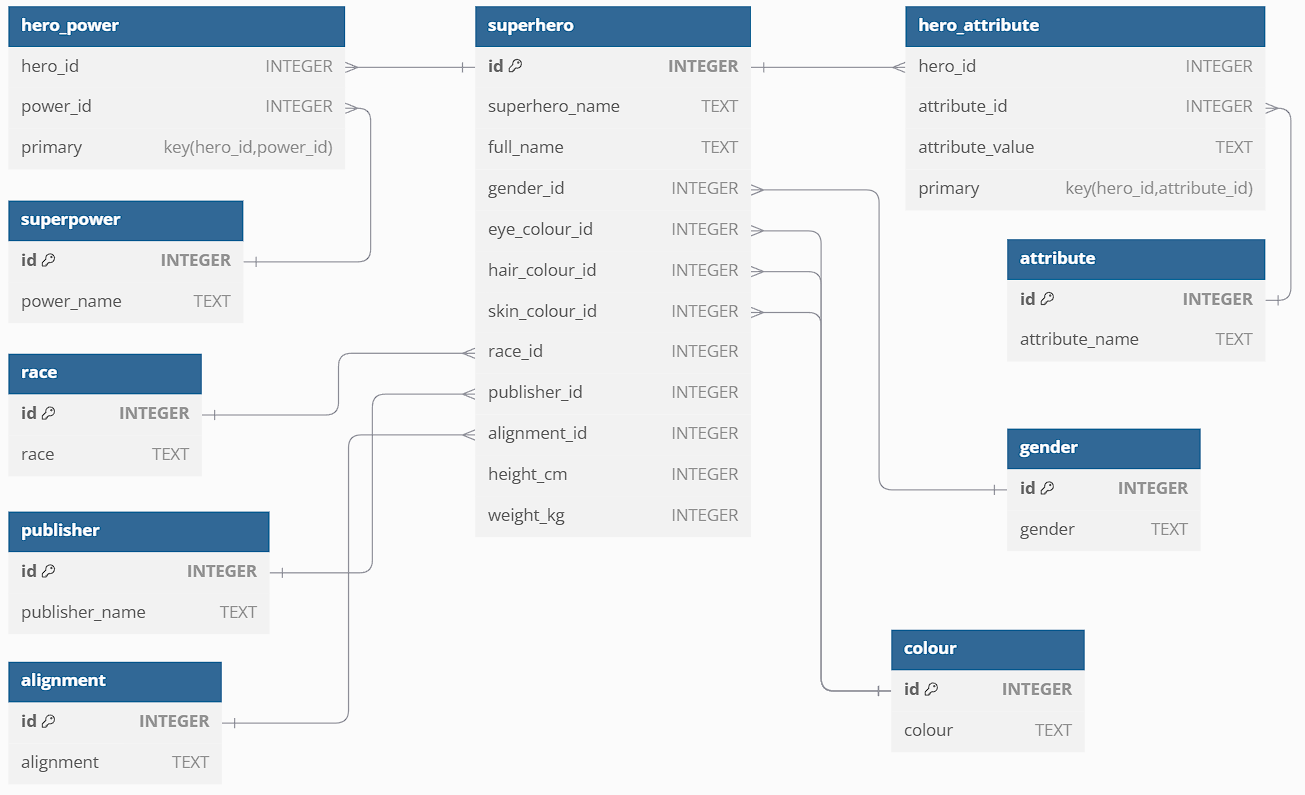 hero_power
hero_id INTEGER
power_id INTEGER
primary key(hero_id,power_id)
superpower
id INTEGER
power_name TEXT
race
id INTEGER
race TEXT
publisher
id INTEGER
publisher_name TEXT
alignment
id INTEGER
alignment TEXT
superhero
id INTEGER
superhero_name TEXT
full_name TEXT
gender_id INTEGER
eye_colour_id INTEGER
hair_colour_id INTEGER
skin_colour_id INTEGER
race_id INTEGER
publisher_id INTEGER
alignment_id INTEGER
height_cm INTEGER
weight_kg INTEGER
hero_attribute
hero_id INTEGER
attribute_id INTEGER
attribute_value TEXT
primary key(hero_id,attribute_id)
attribute
id INTEGER
attribute_name TEXT
gender
id INTEGER
gender TEXT
colour
id INTEGER
colour TEXT